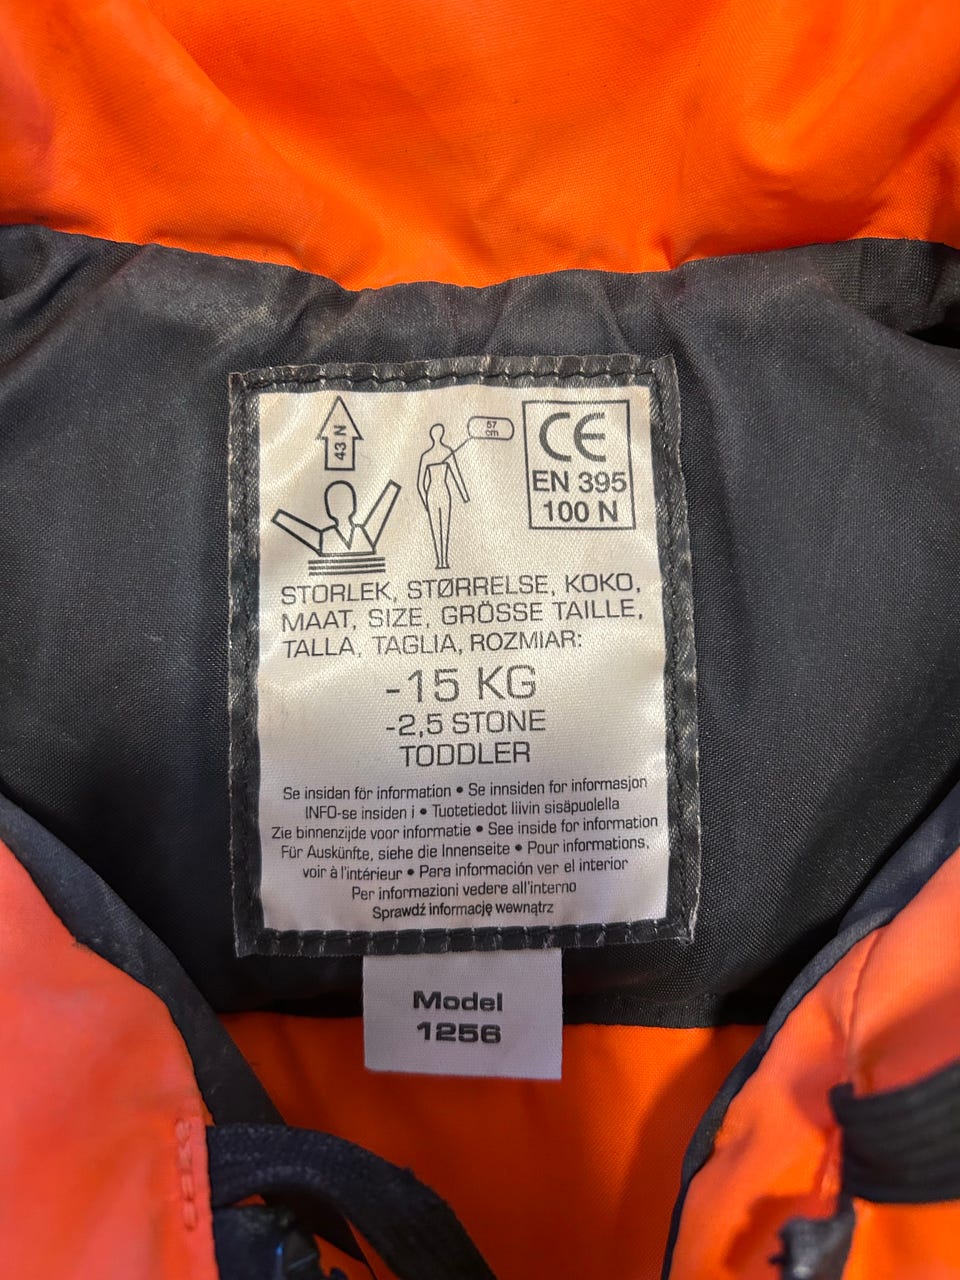 43 N
57
cm
CE
EN 395
100 N
STORLEK, STØRRELSE, KOKO,
MAAT, SIZE, GRÖSSE TAILLE,
TALLA, TAGLIA, ROZMIAR:
-15 KG
-2,5 STONE
TODDLER
Se insidan för information • Se innsiden for informasjon
INFO-se insiden i • Tuotetiedot liivin sisäpuolella
Zie binnenzijde voor informatie • See inside for information
Für Auskünfte, siehe die Innenseite • Pour informations,
voir à l'intérieur • Para información ver el interior
Per informazioni vedere all'interno
Sprawdź informację wewnątrz
Model
1256